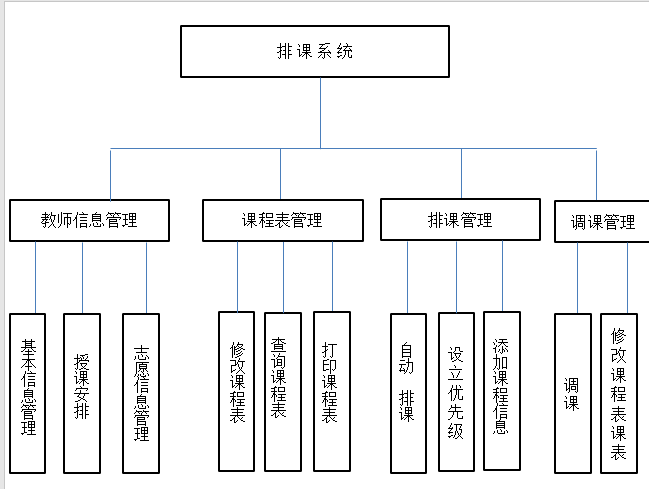 排课系统
教师信息管理
课程表管理
排课管理
调课管理
基本信息管理
授课安排
志愿信息管理
修改课程表
查询课程表
打印课程表
自动 排课
设立优先级
添加课程信息
调课
修改课程表课表